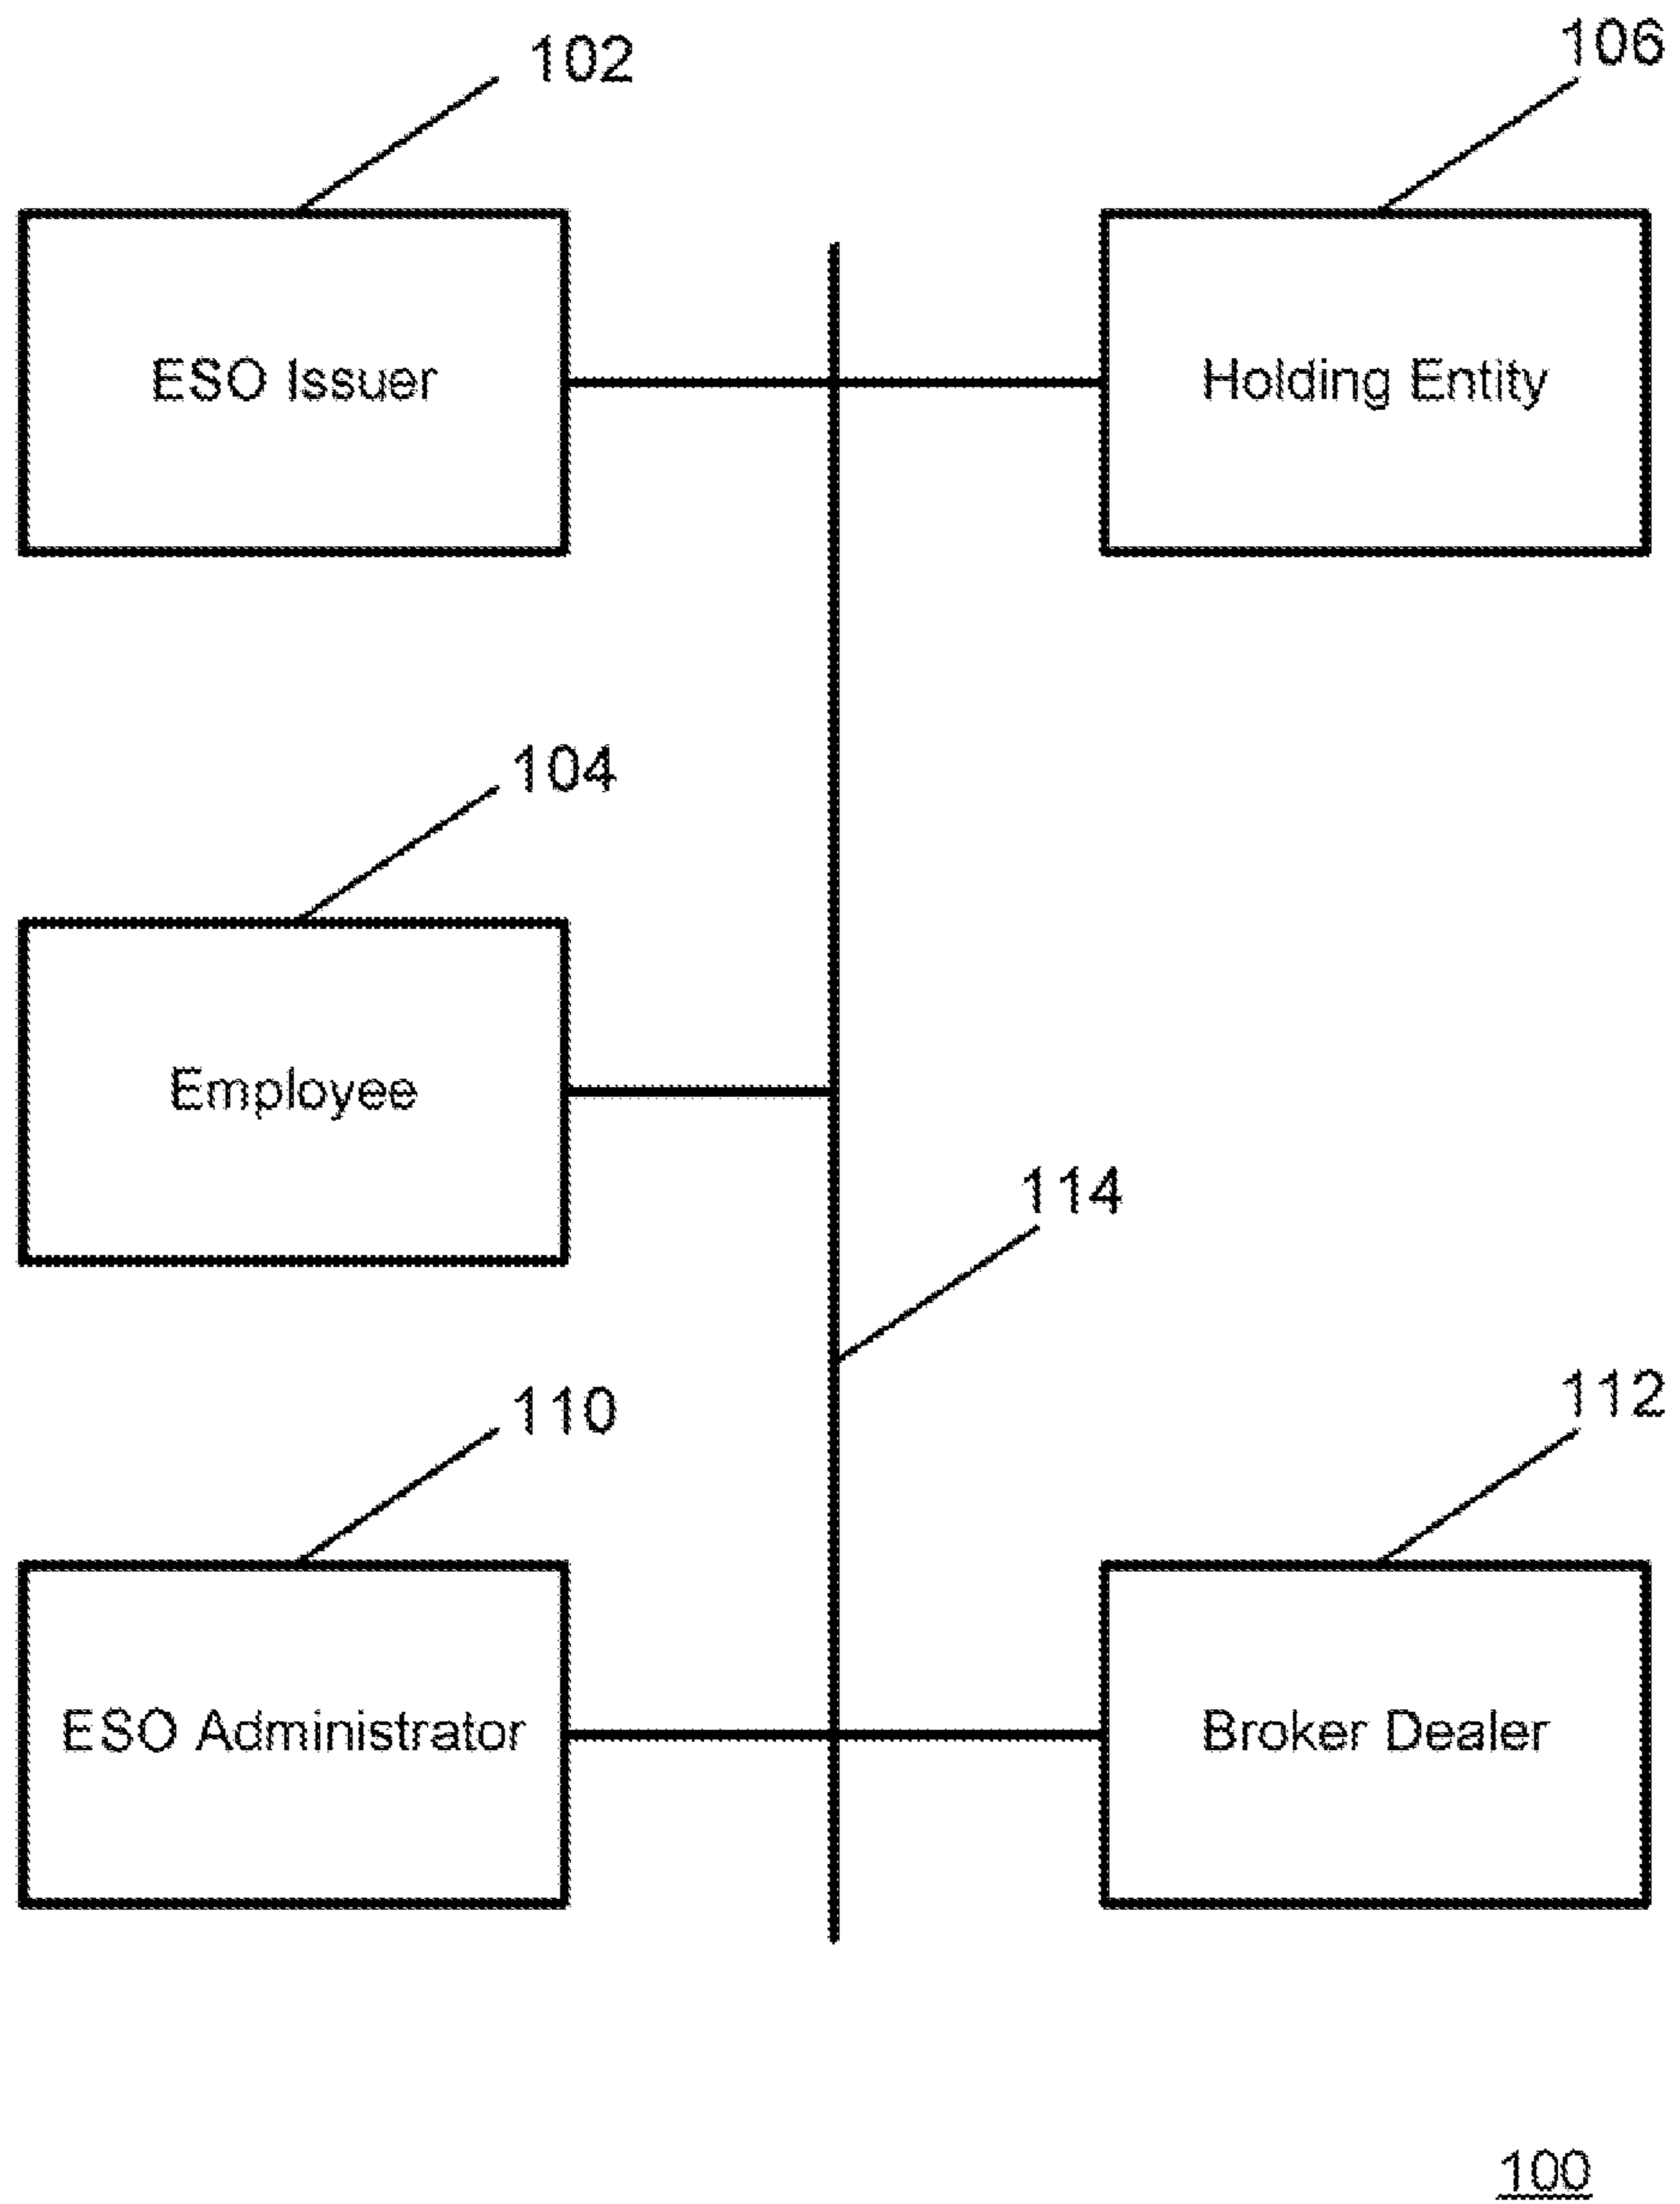 102
106
ESO Issuer
Holding Entity
104
Employee
114
110
112
ESO Administrator
Broker Dealer
100